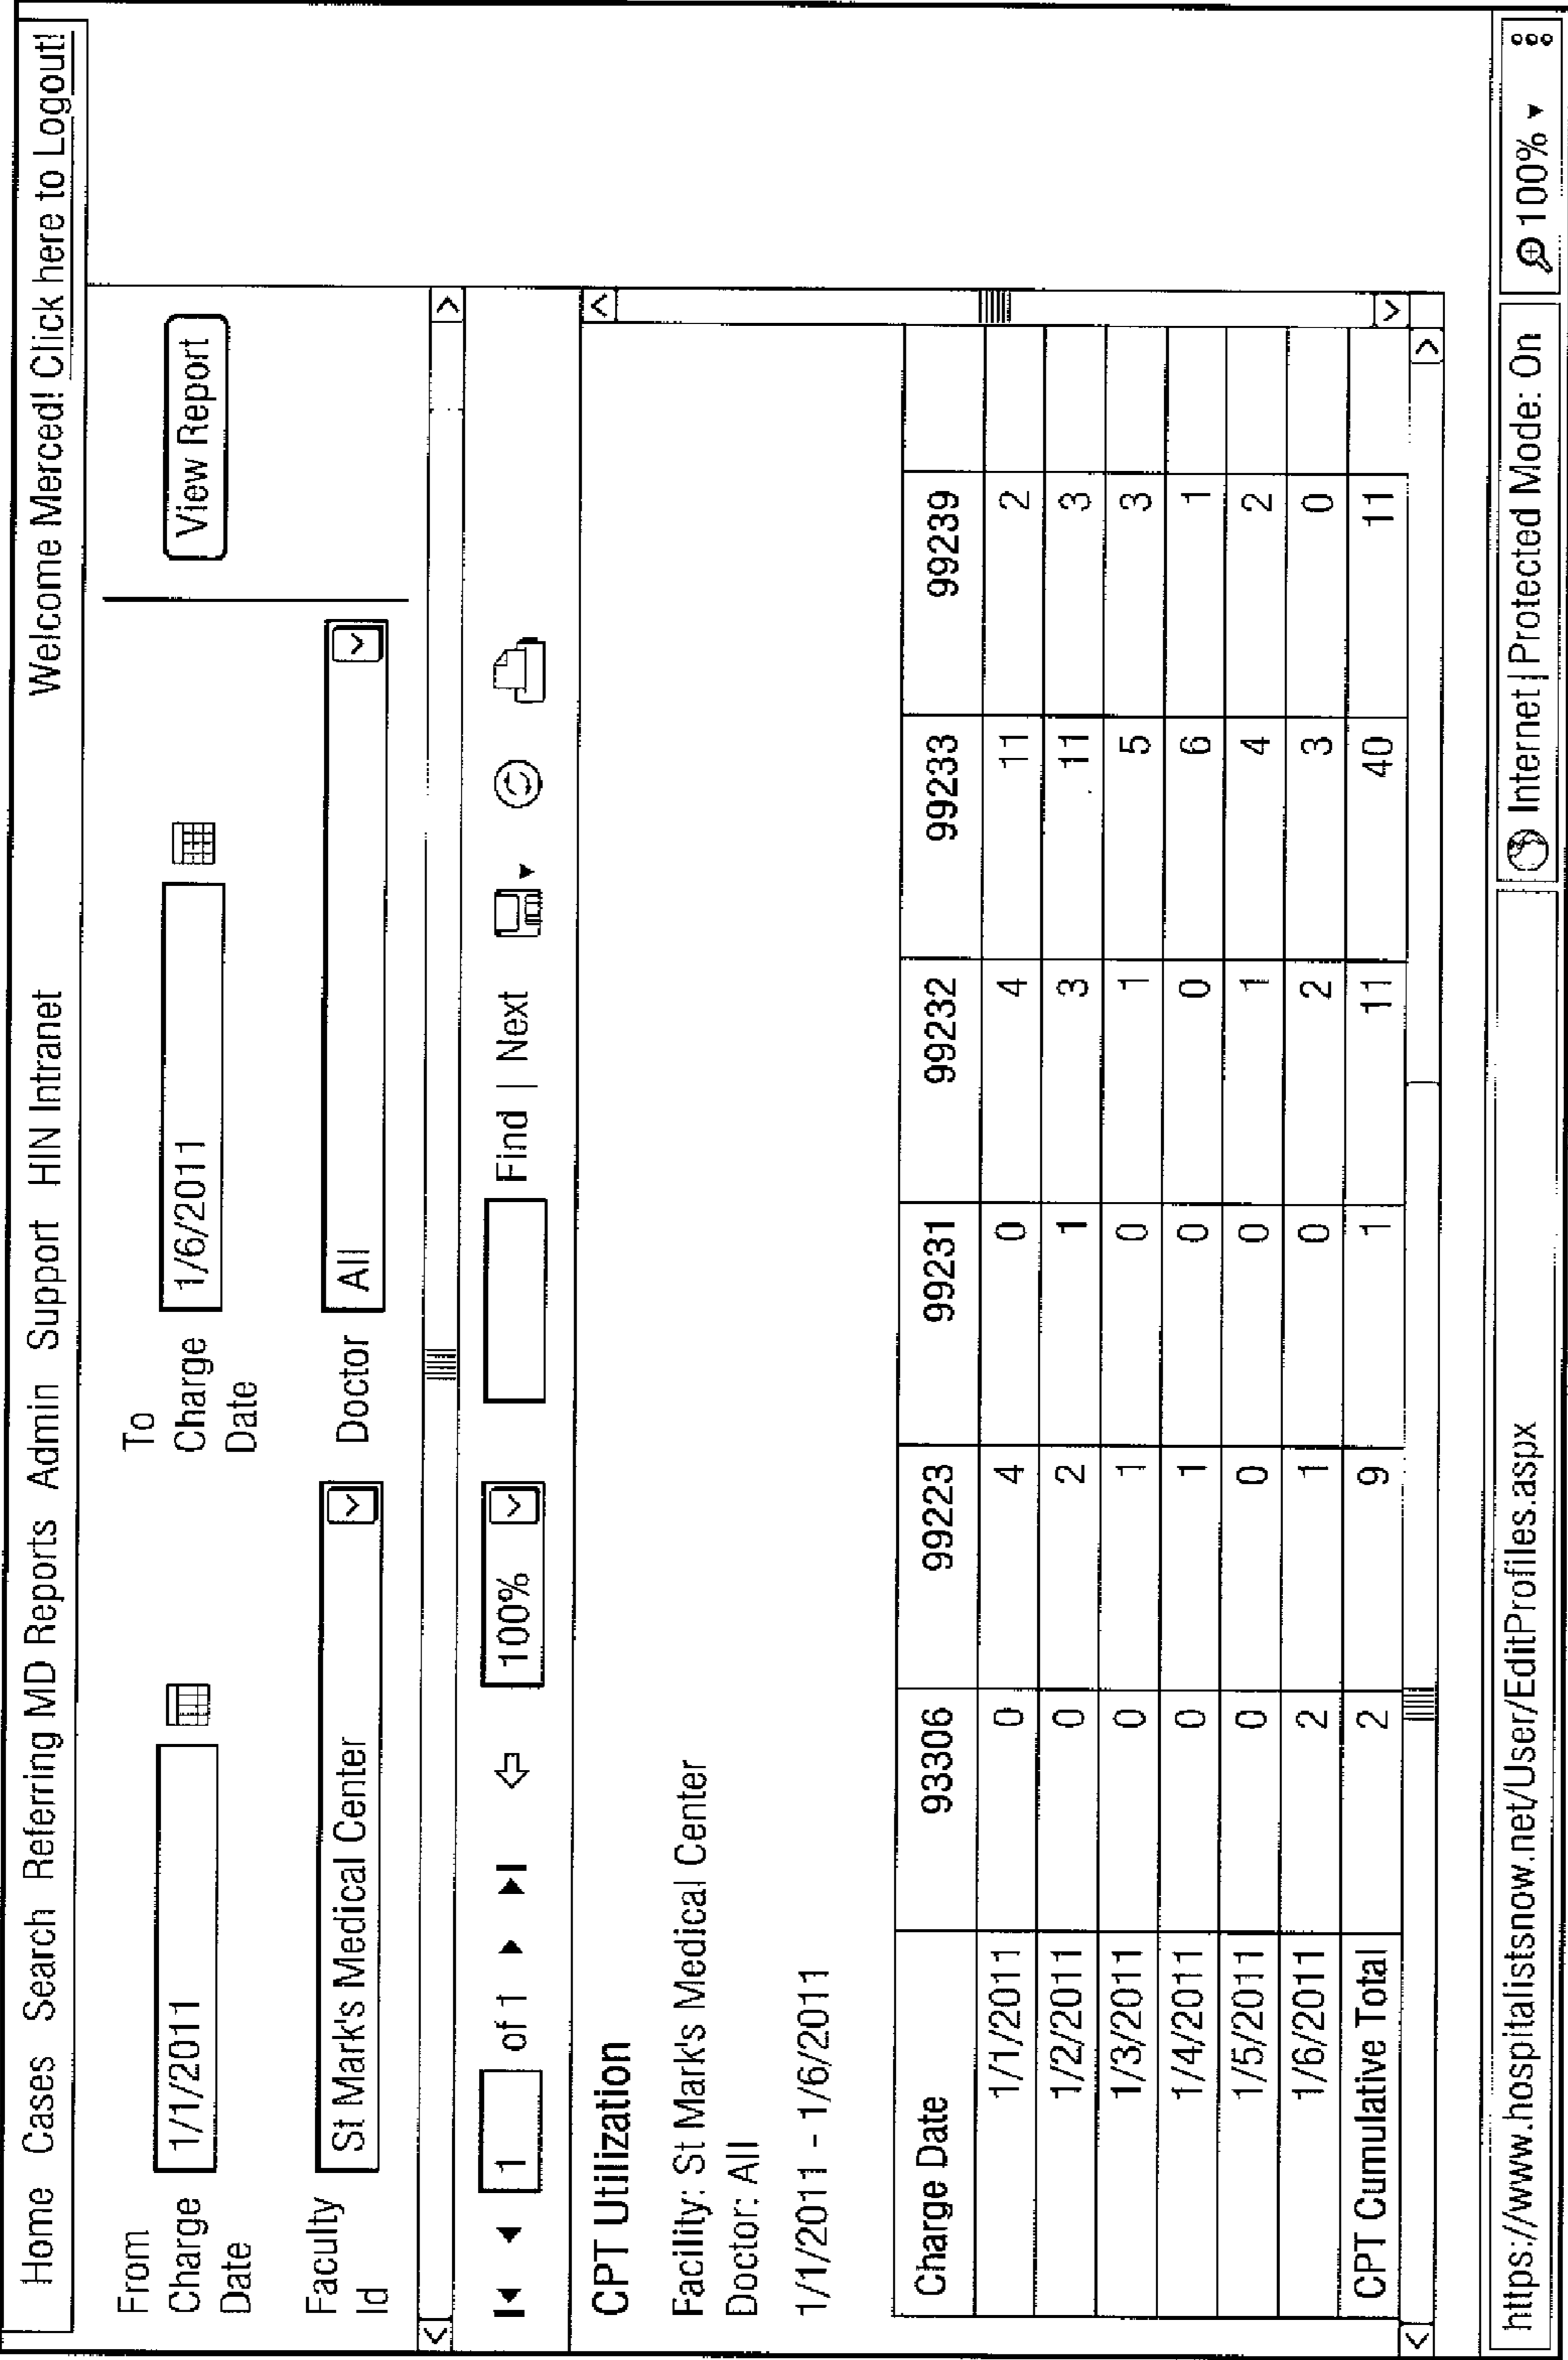 Home Cases Search Referring MD Reports Admin Support HIN Intranet Welcome Merced! Click here to Logout!
From Charge Date 1/1/2011 To Charge Date 1/6/2011 View Report
Faculty Id St Mark's Medical Center Doctor All
1 of 1 100% Find | Next
CPT Utilization
Facility: St Mark's Medical Center
Doctor: All
1/1/2011 - 1/6/2011
Charge Date 93306 99223 99231 99232 99233 99239
1/1/2011 0 4 0 4 11 2
1/2/2011 0 2 1 3 11 3
1/3/2011 0 1 0 1 5 3
1/4/2011 0 1 0 0 6 1
1/5/2011 0 0 0 1 4 2
1/6/2011 2 1 0 2 3 0
CPT Cumulative Total 2 9 1 11 40 11
https://www.hospitalistsnow.net/User/EditProfiles.aspx Internet | Protected Mode: On 100%